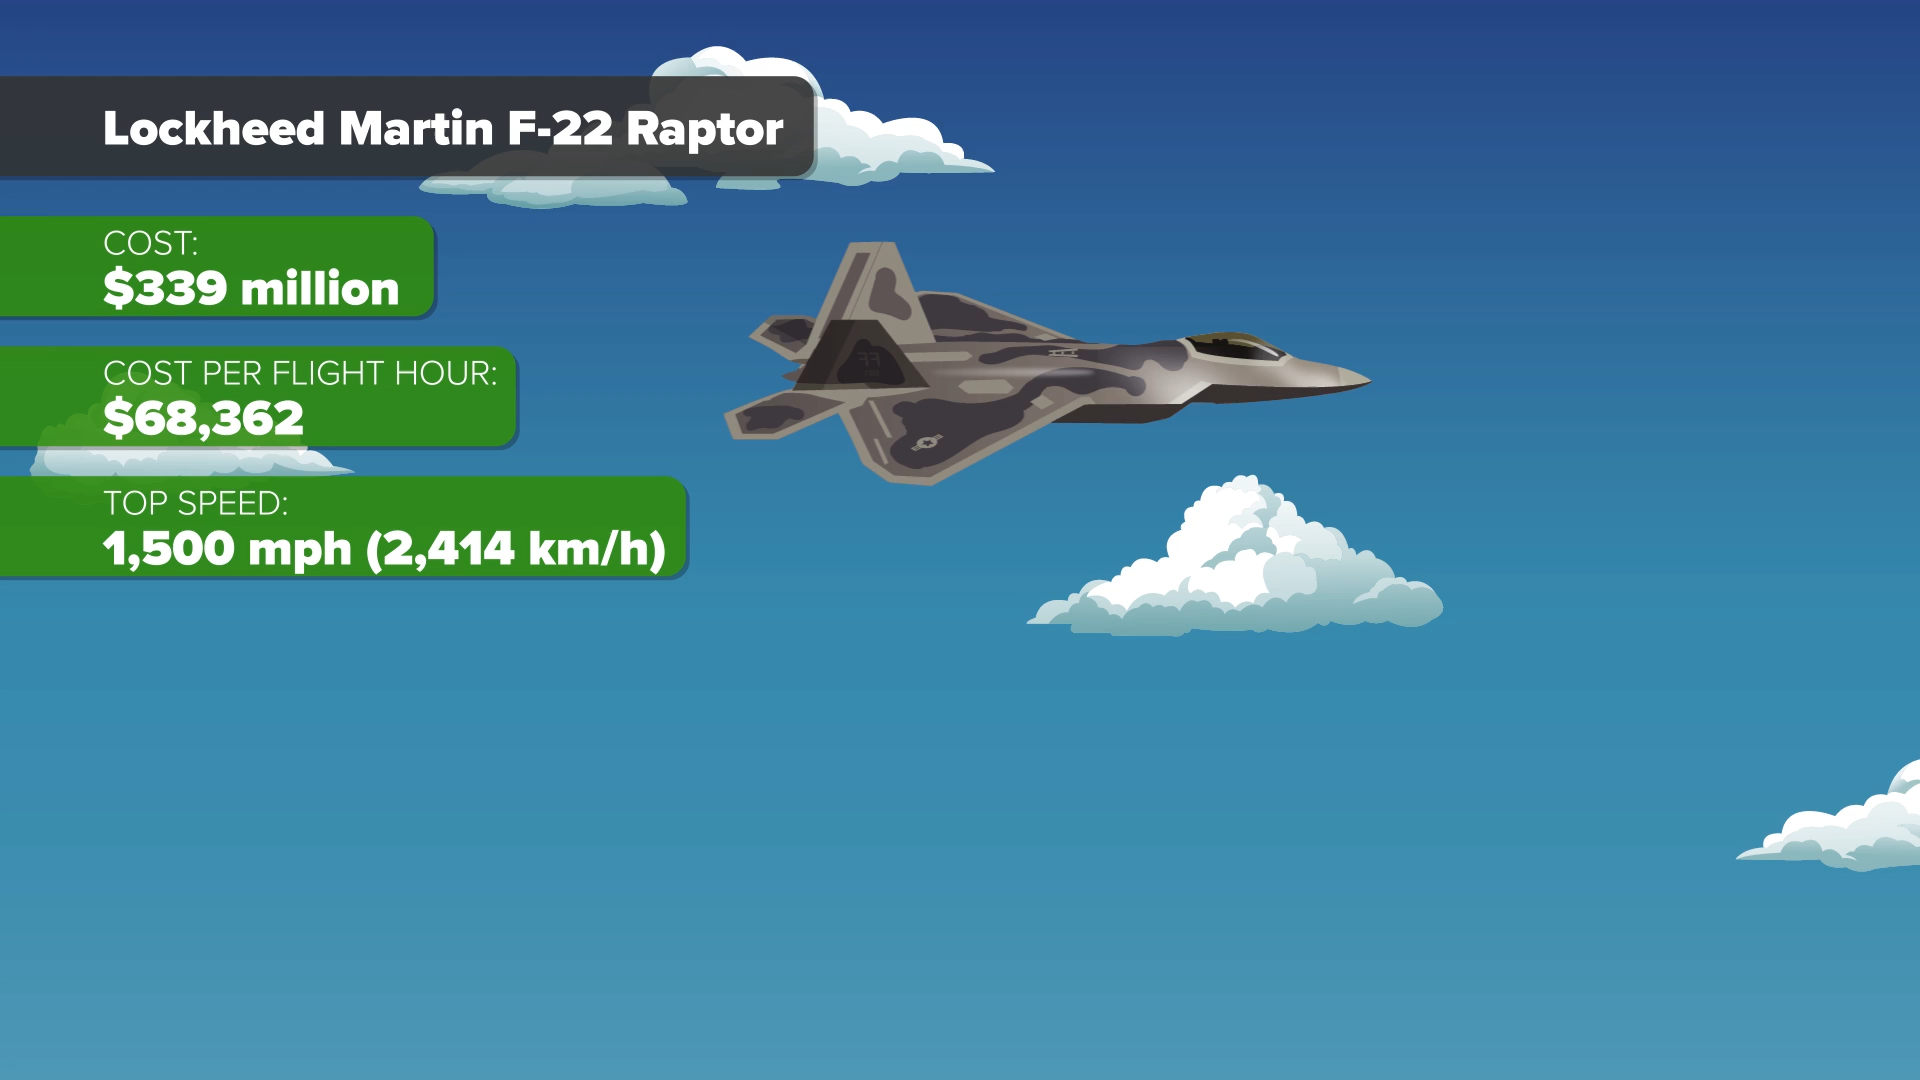 Lockheed Martin F-22 Raptor
COST:
$339 million
COST PER FLIGHT HOUR:
$68,362
TOP SPEED:
1,500 mph (2,414 km/h)